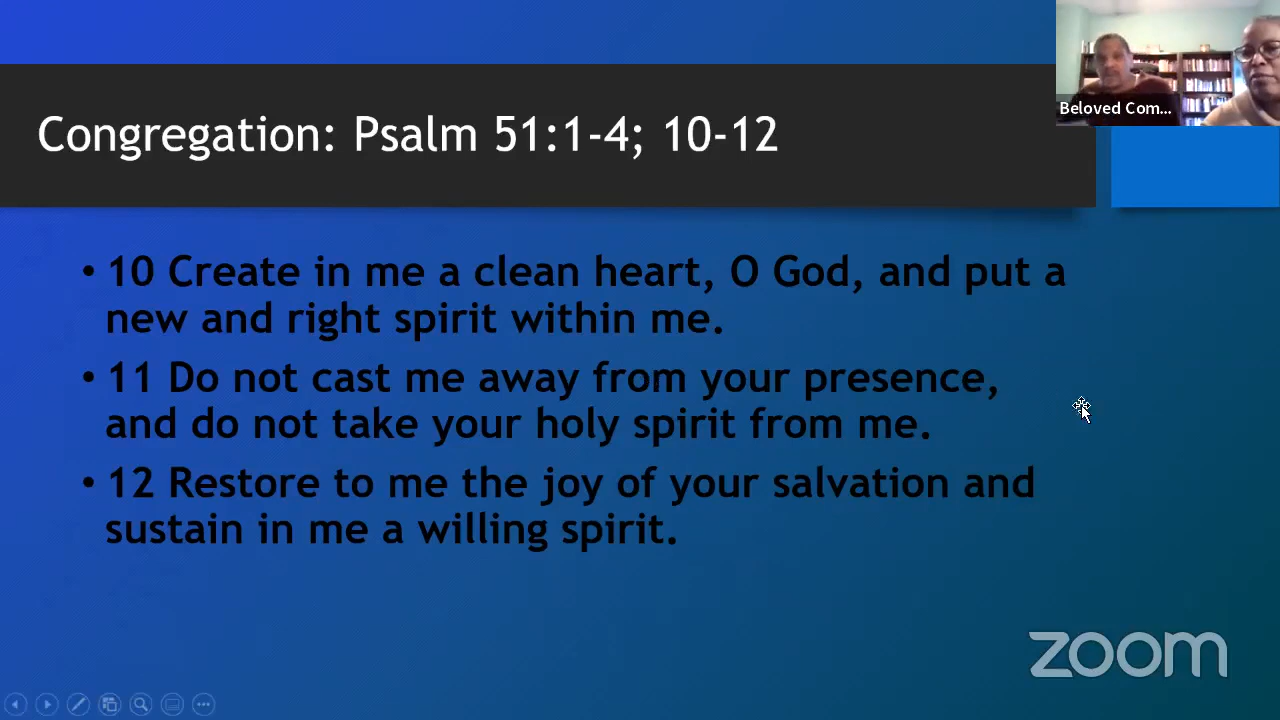 Beloved Com...
Congregation: Psalm 51:1-4; 10-12
• 10 Create in me a clean heart, O God, and put a
new and right spirit within me.
• 11 Do not cast me away from your presence,
and do not take your holy spirit from me.
• 12 Restore to me the joy of your salvation and
sustain in me a willing spirit.
zoom